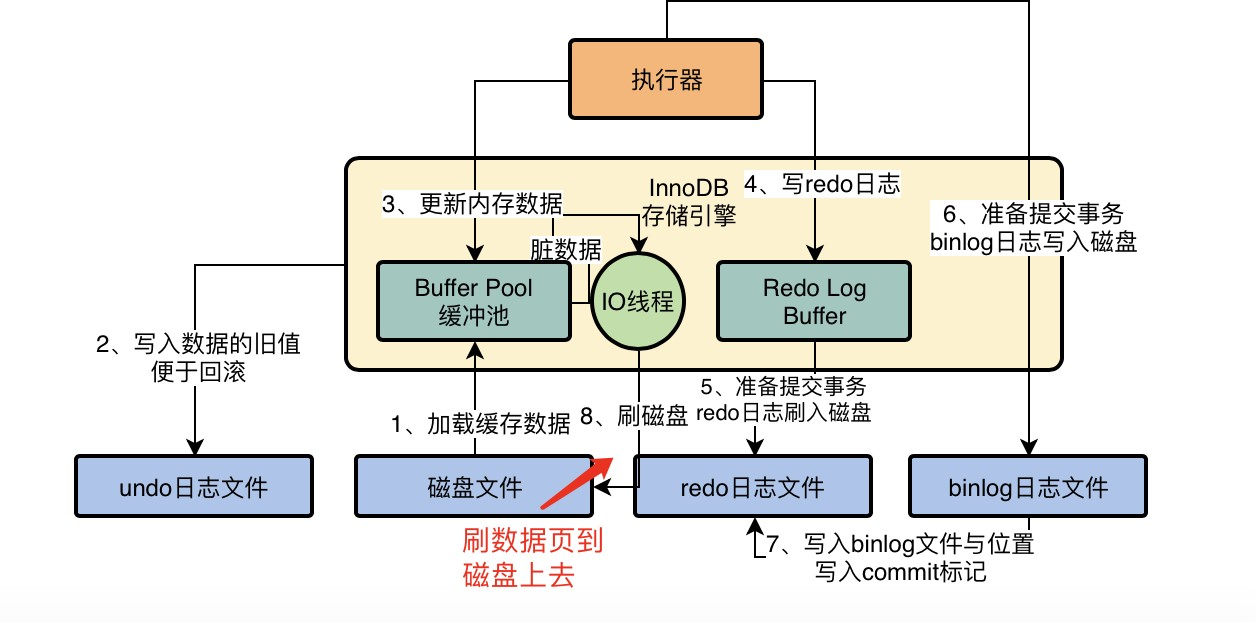 执行器
InnoDB
存储引擎
3、更新内存数据
4、写redo日志
6、准备提交事务
binlog日志写入磁盘
脏数据
Buffer Pool
缓冲池
IO线程
Redo Log
Buffer
2、写入数据的旧值
便于回滚
1、加载缓存数据
8、刷磁盘
5、准备提交事务
redo日志刷入磁盘
undo日志文件
磁盘文件
redo日志文件
binlog日志文件
刷数据页到
磁盘上去
7、写入binlog文件与位置
写入commit标记